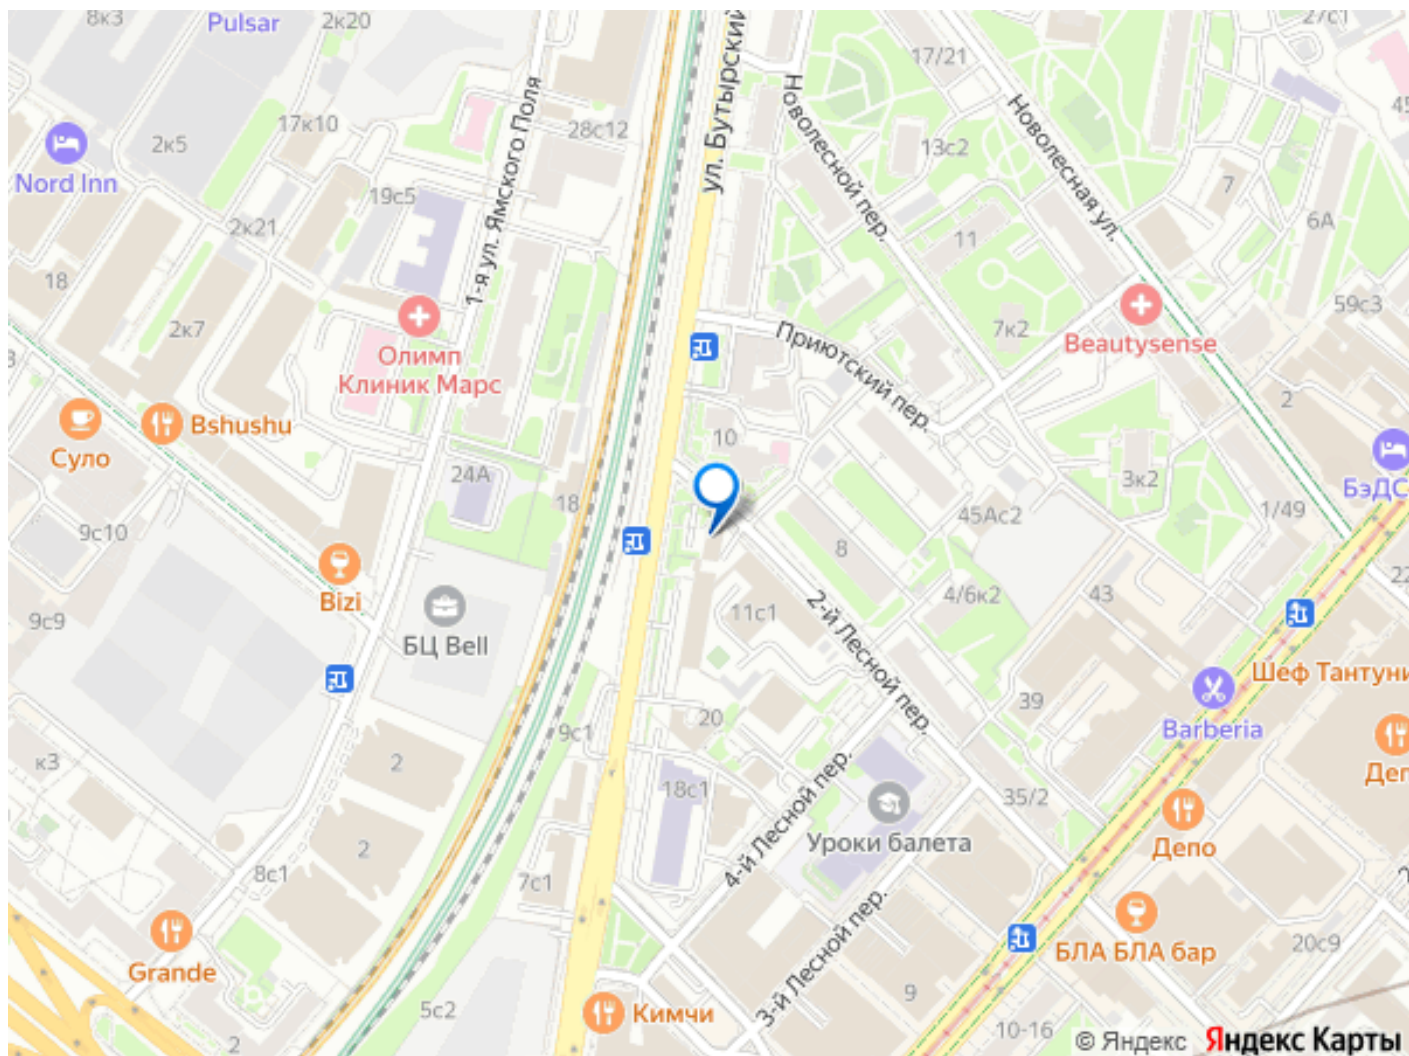 8к3
Pulsar
2к20
27с1
17/21
ул. Бутырский
Новолесной пер.
Новолесная ул.
1-я ул. Ямского Поля
17к10
28с12
2к5
13с2
45
Nord Inn
19с5
7
6А
2к21
11
18
59с3
2к7
7к2
Олимп
Клиник Марс
Приютский пер.
Beautysense
2
Bshushu
Суло
10
24А
18
3к2
БэДС
1/49
45Ас2
9с10
8
Bizi
11с1
4/6к2
43
22
9с9
БЦ Bell
2-й Лесной пер.
Шеф Тантуни
39
Barberia
20
9с1
к3
2
18с1
35/2
Деп
4-й Лесной пер.
Уроки балета
Депо
2
8с1
7с1
3-й Лесной пер.
БЛА БЛА бар
20с9
Grande
5с2
Кимчи
9
10-16
2
© Яндекс Яндекс Карты